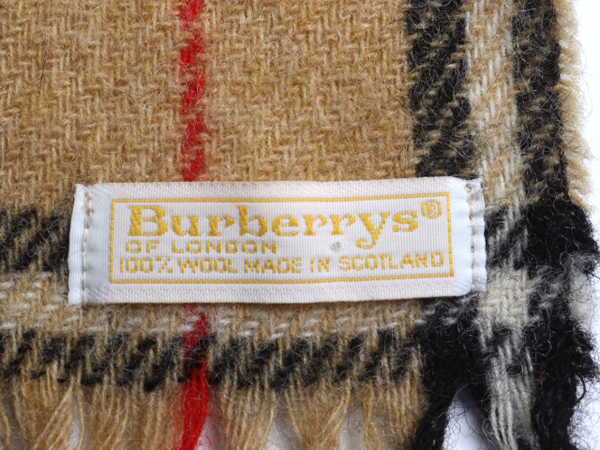 Burberrys®
OF LONDON
100% WOOL MADE IN SCOTLAND